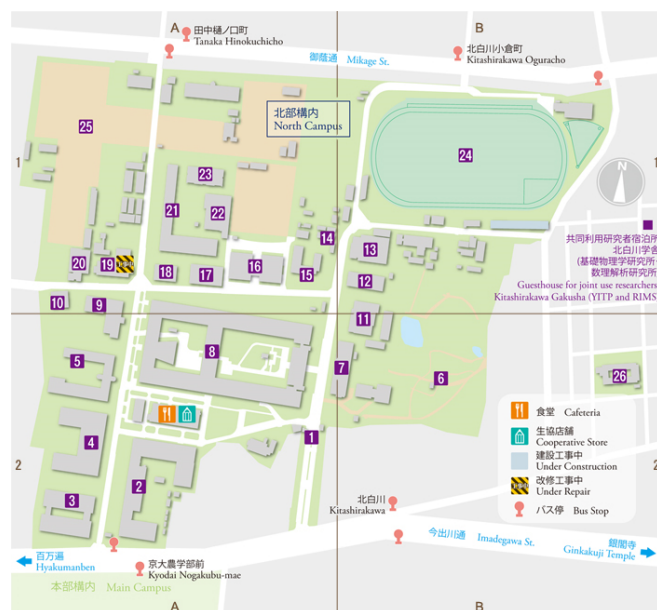 A
B
田中樋ノ口町
Tanaka Hinokuchicho
北白川小倉町
Kitashirakawa Oguracho
御蔭通 Mikage St.
北部構内
North Campus
25
24
1
1
23
22
21
14
13
16
15
20
19
18
17
12
N
共同利用研究者宿泊所
北白川学舎
(基礎物理学研究所・
数理解析研究所)
Guesthouse for joint use researchers
Kitashirakawa Gakusha (YITP and RIMS)
10
9
11
8
7
5
6
26
4
1
2
3
2
2
食堂 Cafeteria
生協店舗
Cooperative Store
建設工事中
Under Construction
改修工事中
Under Repair
バス停 Bus Stop
北白川
Kitashirakawa
今出川通 Imadegawa St.
銀閣寺
Ginkakuji Temple
百万遍
Hyakumanben
京大農学部前
Kyodai Nogakubu-mae
本部構内 Main Campus
A
B